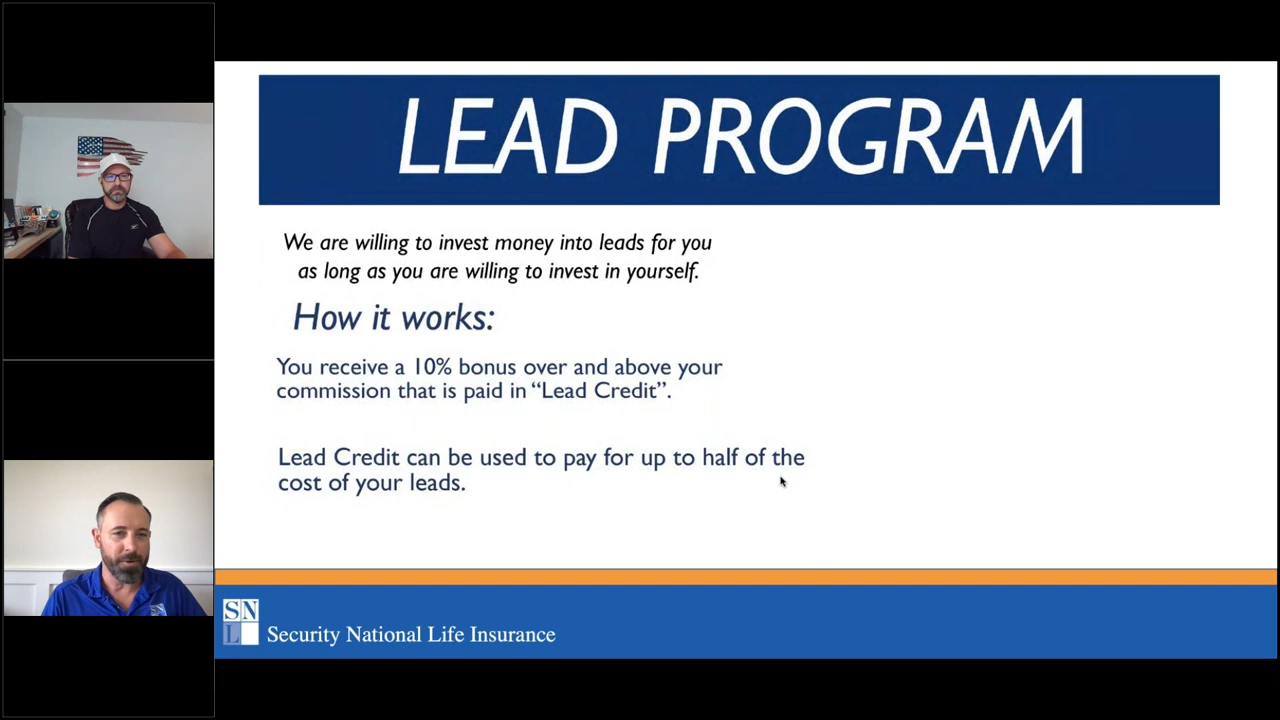 LEAD PROGRAM
We are willing to invest money into leads for you
as long as you are willing to invest in yourself.
How it works:
You receive a 10% bonus over and above your
commission that is paid in “Lead Credit”.
Lead Credit can be used to pay for up to half of the
cost of your leads.
SN
L
Security National Life Insurance